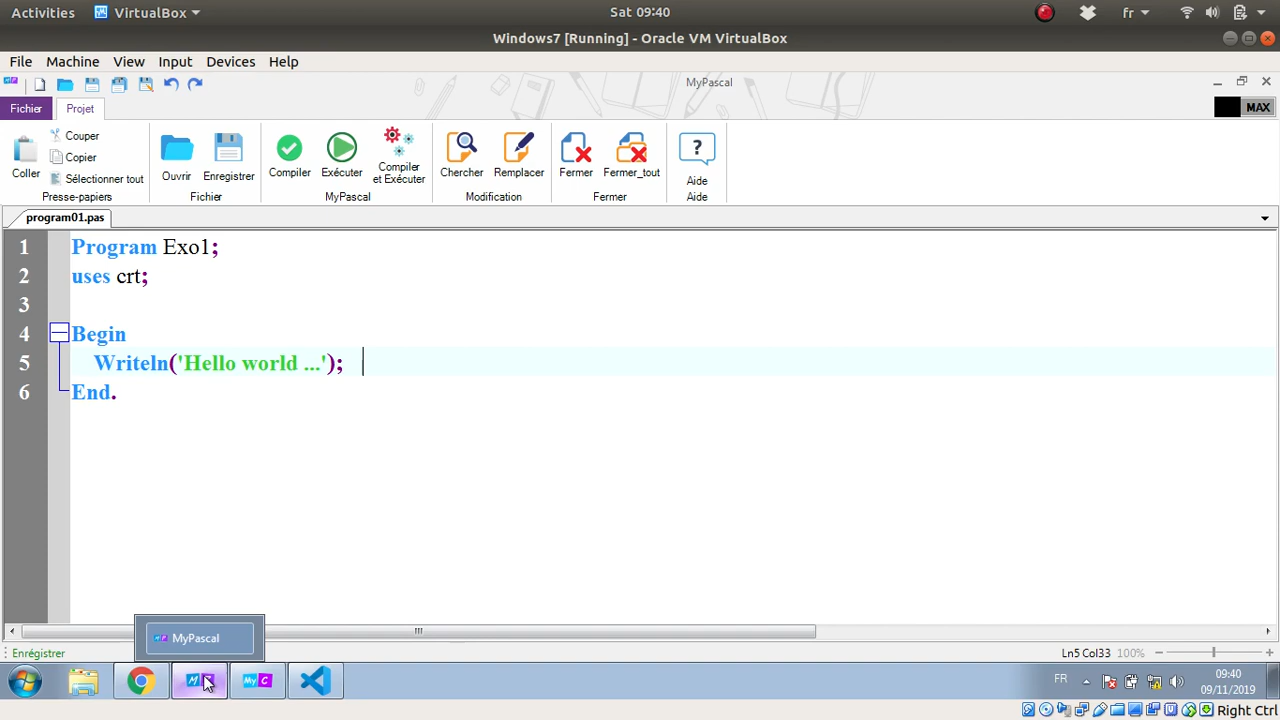 Activities VirtualBox Sat 09:40 fr
Windows7 [Running] - Oracle VM VirtualBox
File Machine View Input Devices Help
MyPascal
Fichier Projet MAX
Coller Couper Copier Sélectionner tout Ouvrir Enregistrer Compiler Exécuter Compiler et Exécuter Chercher Remplacer Fermer Fermer_tout ? Aide
Presse-papiers Fichier MyPascal Modification Fermer Aide
program01.pas
1 Program Exo1;
2 uses crt;
3
4 Begin
5 Writeln('Hello world ...');
6 End.
MyPascal
Enrégistrer Ln5 Col33 100%
My C FR 09:40
09/11/2019
Right Ctrl